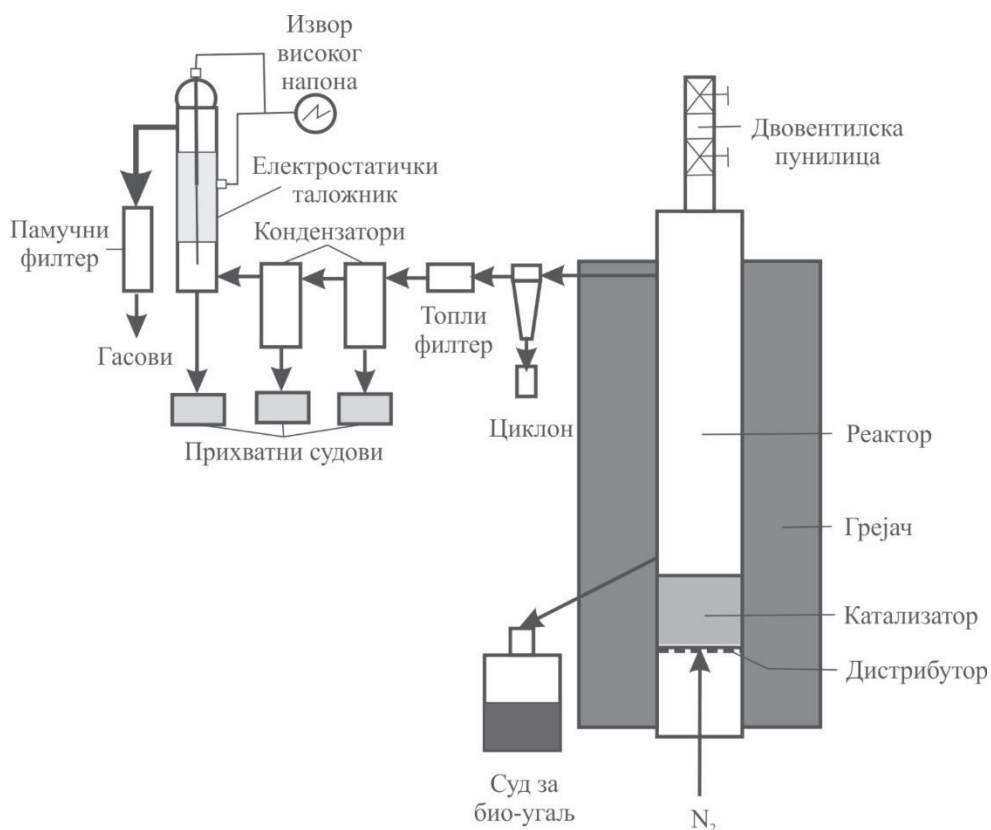 Извор
високог
напона
Двовентилска
пунилица
Електростатички
таложник
Памучни
филтер
Кондензатори
Топли
филтер
Гасови
Циклон
Прихватни судови
Реактор
Грејач
Катализатор
Дистрибутор
Суд за
био-угаљ
N₂